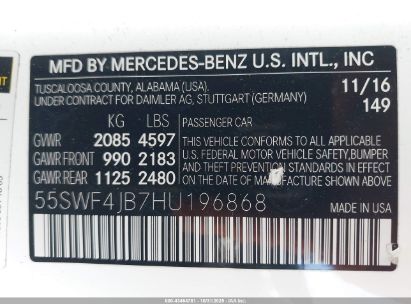 MFD BY MERCEDES-BENZ U.S. INTL., INC
TUSCALOOSA COUNTY, ALABAMA (USA). 11/16
UNDER CONTRACT FOR DAIMLER AG, STUTTGART (GERMANY) 149
KG LBS PASSENGER CAR
GVWR 2085 4597 THIS VEHICLE CONFORMS TO ALL APPLICABLE
GAWR FRONT 990 2183 U.S. FEDERAL MOTOR VEHICLE SAFETY, BUMPER
GAWR REAR 1125 2480 AND THEFT PREVENTION STANDARDS IN EFFECT
ON THE DATE OF MANUFACTURE SHOWN ABOVE.
55SWF4JB7HU196868 MADE IN USA